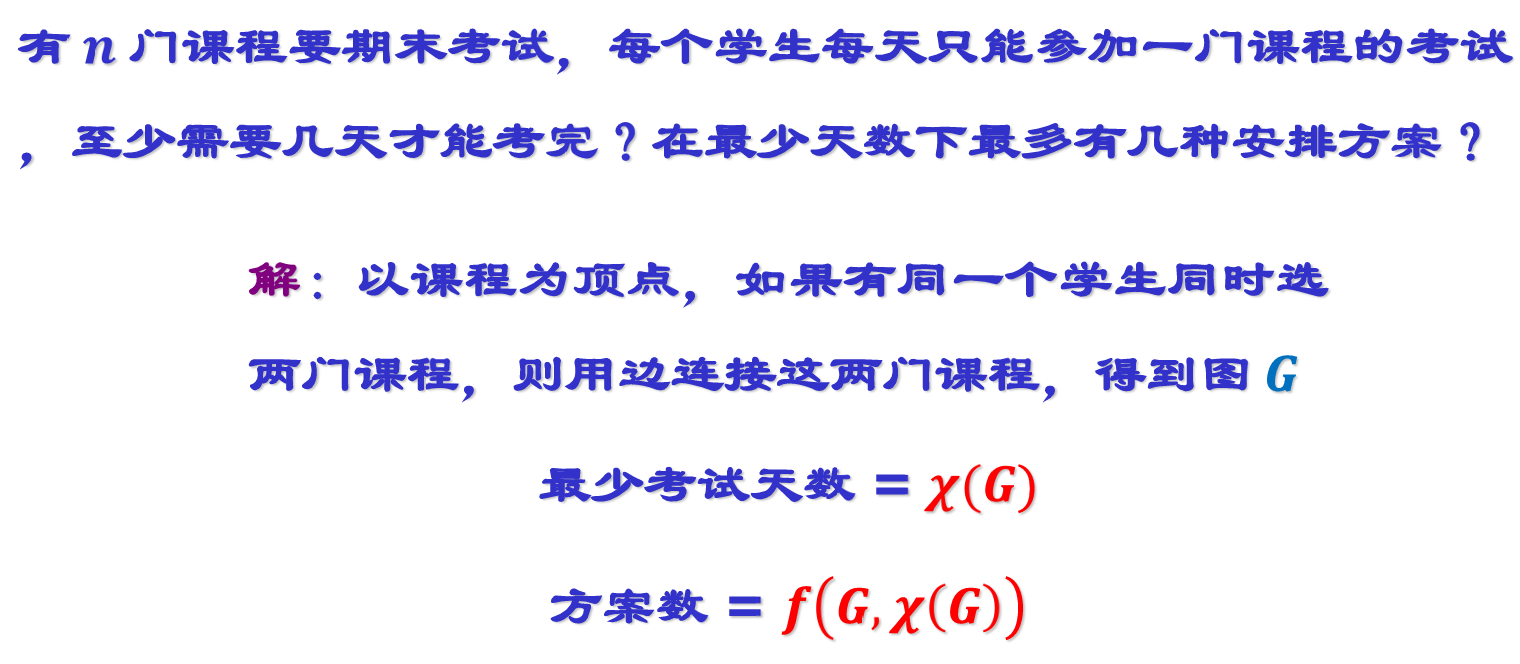 有 n 门课程要期末考试，每个学生每天只能参加一门课程的考试
，至少需要几天才能考完？在最少天数下最多有几种安排方案？
解：以课程为顶点，如果有同一个学生同时选
两门课程，则用边连接这两门课程，得到图 G
最少考试天数 = χ(G)
方案数 = f(G, χ(G))